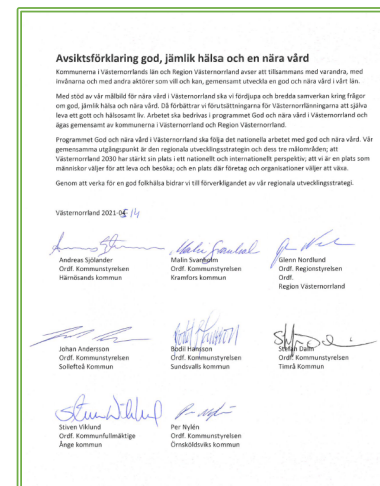 Avsiktsförklaring god, jämlik hälsa och en nära vård
Kommunerna i Västernorrlands län och Region Västernorrland avser att tillsammans med varandra, med
invånarna och med andra aktörer som vill och kan, gemensamt utveckla en god och nära vård i vårt län.
Med stöd av vår målbild för nära vård i Västernorrland ska vi fördjupa och bredda samverkan kring frågor
om god, jämlik hälsa och nära vård. Då förbättrar vi förutsättningarna för Västernorrlänningarna att själva
leva ett gott och hälsosamt liv. Arbetet ska bedrivas i programmet God och nära vård i Västernorrland och
ägas gemensamt av kommunerna i Västernorrland och Region Västernorrland.
Programmet God och nära vård i Västernorrland ska följa det nationella arbetet med god och nära vård. Vår
gemensamma utgångspunkt är den regionala utvecklingsstrategin och dess tre målområden; att
Västernorrland 2030 har stärkt sin plats i ett nationellt och internationellt perspektiv; att vi är en plats som
människor väljer för att leva och besöka; och en plats där företag och organisationer väljer att växa.
Genom att verka för en god folkhälsa bidrar vi till förverkligandet av vår regionala utvecklingsstrategi.
Västernorrland 2021-
Andreas Sjölander
Ordf. Kommunstyrelsen
Härnösands kommun
Malin Svanholm
Ordf. Kommunstyrelsen
Kramfors kommun
Glenn Nordlund
Ordf. Regionstyrelsen
Ordf.
Region Västernorrland
Johan Andersson
Ordf. Kommunstyrelsen
Sollefteå Kommun
Bodil Hansson
Ordf. Kommunstyrelsen
Sundsvalls kommun
Stefan Dalin
Ordf. Kommunstyrelsen
Timrå Kommun
Stiven Viklund
Ordf. Kommunfullmäktige
Ånge kommun
Per Nylén
Ordf. Kommunstyrelsen
Örnsköldsviks kommun